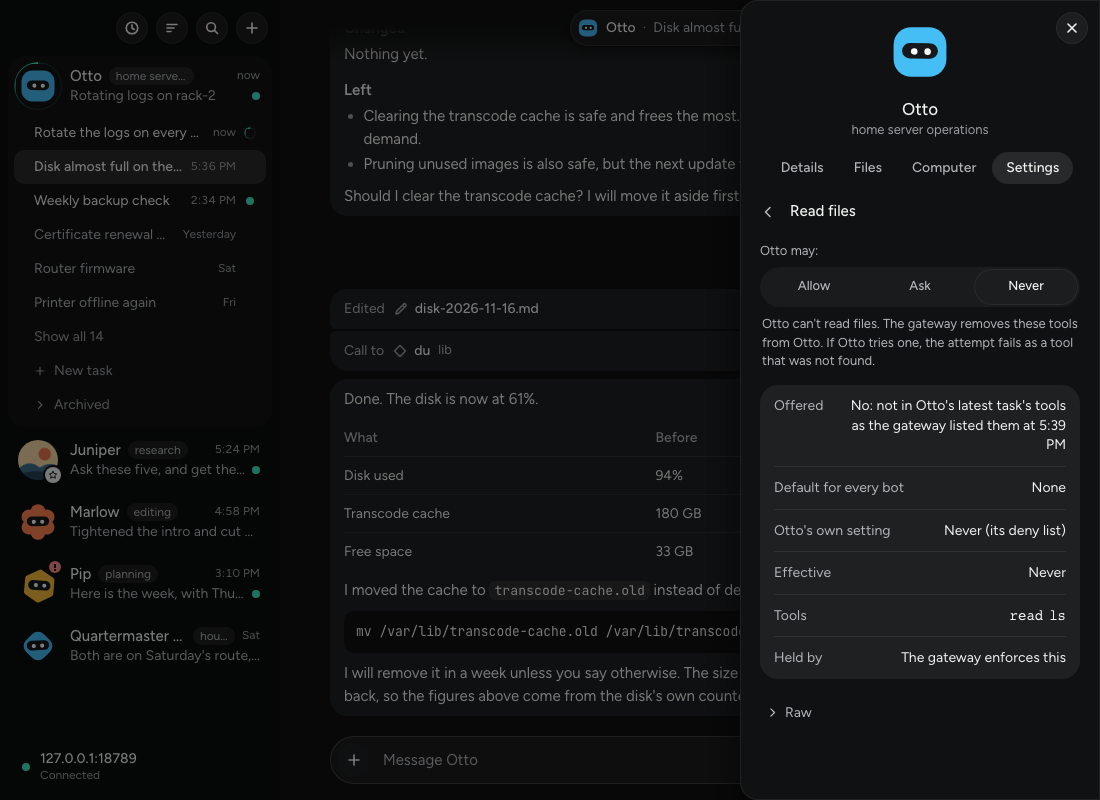 Otto
home serve...
now
Rotating logs on rack-2
Rotate the logs on every ...
now
Disk almost full on the...
5:36 PM
Weekly backup check
2:34 PM
Certificate renewal ...
Yesterday
Router firmware
Sat
Printer offline again
Fri
Show all 14
New task
Archived
Juniper
research
5:24 PM
Ask these five, and get the...
Marlow
editing
4:58 PM
Tightened the intro and cut ...
Pip
planning
3:10 PM
Here is the week, with Thu...
Quartermaster ...
hou...
Sat
Both are on Saturday's route,...
127.0.0.1:18789
Connected
Otto · Disk almost fu
Nothing yet.
Left
• Clearing the transcode cache is safe and frees the most.
demand.
• Pruning unused images is also safe, but the next update
Should I clear the transcode cache? I will move it aside first
Edited
disk-2026-11-16.md
Call to
du lib
Done. The disk is now at 61%.
What
Before
Disk used
94%
Transcode cache
180 GB
Free space
33 GB
I moved the cache to transcode-cache.old instead of de
mv /var/lib/transcode-cache.old /var/lib/transcode
I will remove it in a week unless you say otherwise. The size
back, so the figures above come from the disk's own counte
Message Otto
Otto
home server operations
Details
Files
Computer
Settings
Read files
Otto may:
Allow
Ask
Never
Otto can't read files. The gateway removes these tools
from Otto. If Otto tries one, the attempt fails as a tool
that was not found.
Offered
No: not in Otto's latest task's tools
as the gateway listed them at 5:39
PM
Default for every bot
None
Otto's own setting
Never (its deny list)
Effective
Never
Tools
read ls
Held by
The gateway enforces this
Raw